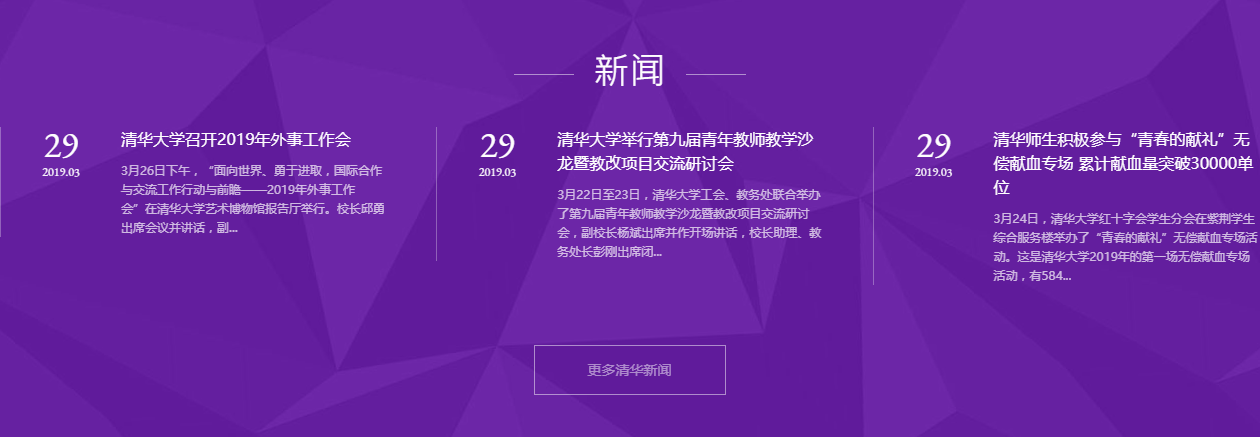 新闻
29
2019.03
清华大学召开2019年外事工作会
3月26日下午，“面向世界、勇于进取，国际合作
与交流工作行动与前瞻——2019年外事工作
会”在清华大学艺术博物馆报告厅举行。校长邱勇
出席会议并讲话，副...
29
2019.03
清华大学举行第九届青年教师教学沙
龙暨教改项目交流研讨会
3月22日至23日，清华大学工会、教务处联合举办
了第九届青年教师教学沙龙暨教改项目交流研讨
会，副校长杨斌出席并作开场讲话，校长助理、教
务处长彭刚出席闭...
29
2019.03
清华师生积极参与“青春的献礼”无
偿献血专场 累计献血量突破30000单
位
3月24日，清华大学红十字会学生分会在紫荆学生
综合服务楼举办了“青春的献礼”无偿献血专场活
动。这是清华大学2019年的第一场无偿献血专场
活动，有584...
更多清华新闻